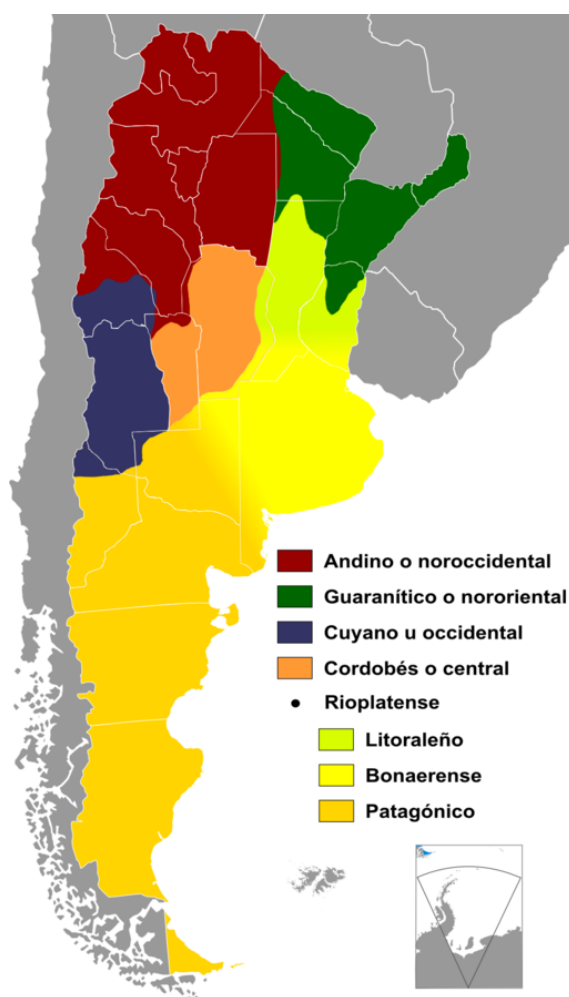 Andino o noroccidental
Guaranítico o nororiental
Cuyano u occidental
Cordobés o central
Rioplatense
Litoraleño
Bonaerense
Patagónico